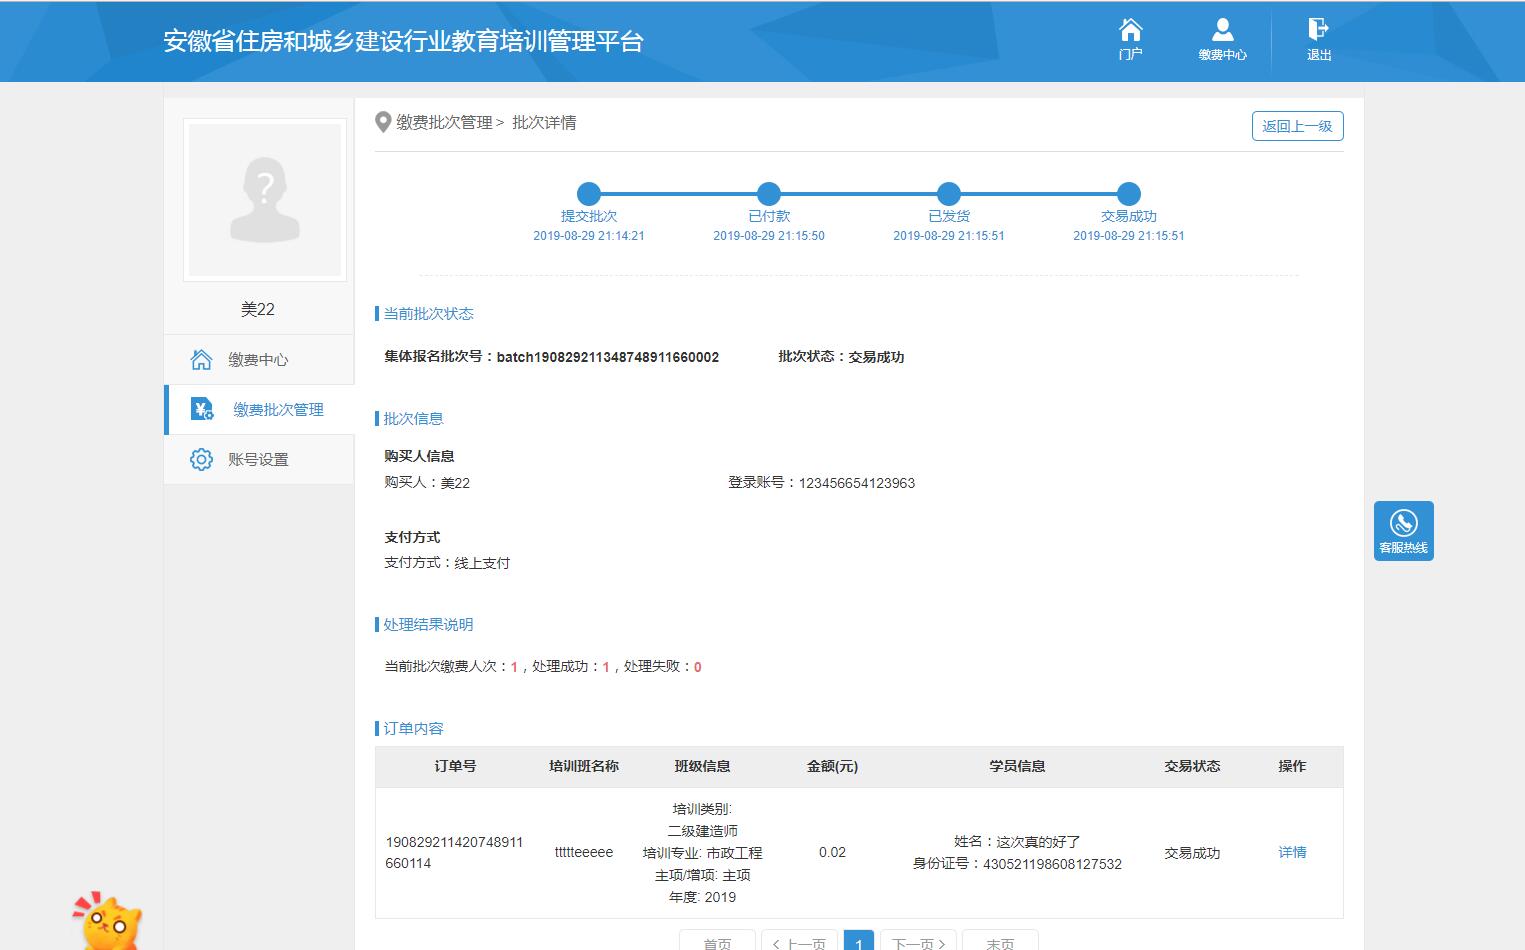 安徽省住房和城乡建设行业教育培训管理平台
门户
缴费中心
退出
缴费批次管理 > 批次详情
返回上一级
提交批次
已付款
已发货
交易成功
2019-08-29 21:14:21
2019-08-29 21:15:50
2019-08-29 21:15:51
2019-08-29 21:15:51
美22
缴费中心
缴费批次管理
账号设置
当前批次状态
集体报名批次号：batch190829211348748911660002
批次状态：交易成功
批次信息
购买人信息
购买人：美22
登录账号：123456654123963
支付方式
支付方式：线上支付
处理结果说明
当前批次缴费人次：1，处理成功：1，处理失败：0
订单内容
订单号
培训班名称
班级信息
金额(元)
学员信息
交易状态
操作
190829211420748911
660114
tttteeeee
培训类别:
二级建造师
培训专业: 市政工程
主项/增项: 主项
年度: 2019
0.02
姓名：这次真的好了
身份证号：430521198608127532
交易成功
详情
首页
上一页
1
下一页
末页
客服热线